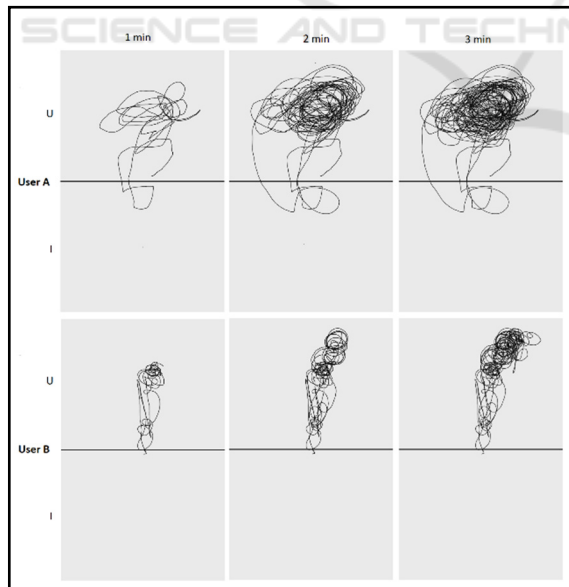 SCIENCE AND TECHN
1 min 2 min 3 min
U
User A
I
U
User B
I